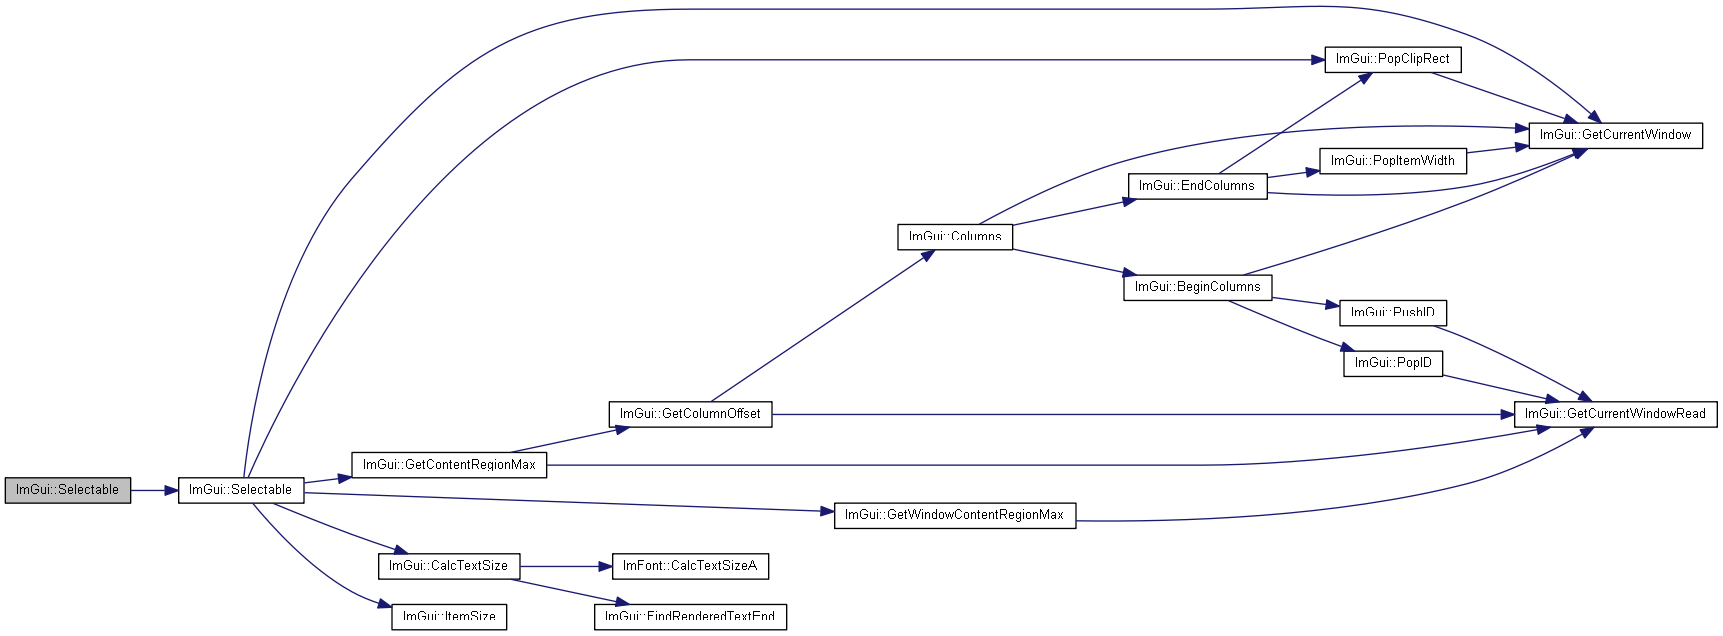 ImGui::PopClipRect
ImGui::GetCurrentWindow
ImGui::PopItemWidth
ImGui::EndColumns
ImGui::Columns
ImGui::BeginColumns
ImGui::PushID
ImGui::PopID
ImGui::GetColumnOffset
ImGui::GetCurrentWindowRead
ImGui::GetContentRegionMax
ImGui::Selectable
ImGui::Selectable
ImGui::GetWindowContentRegionMax
ImGui::CalcTextSize
ImFont::CalcTextSizeA
ImGui::ItemSize
ImGui::FindRenderedTextEnd